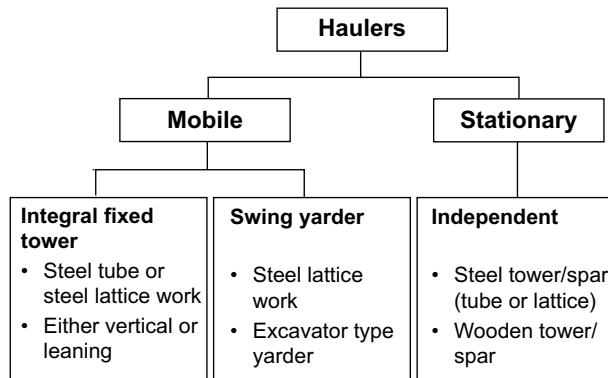 Haulers
Mobile
Stationary
Integral fixed
tower
• Steel tube or
steel lattice work
• Either vertical or
leaning
Swing yarder
• Steel lattice
work
• Excavator type
yarder
Independent
• Steel tower/spar
(tube or lattice)
• Wooden tower/
spar